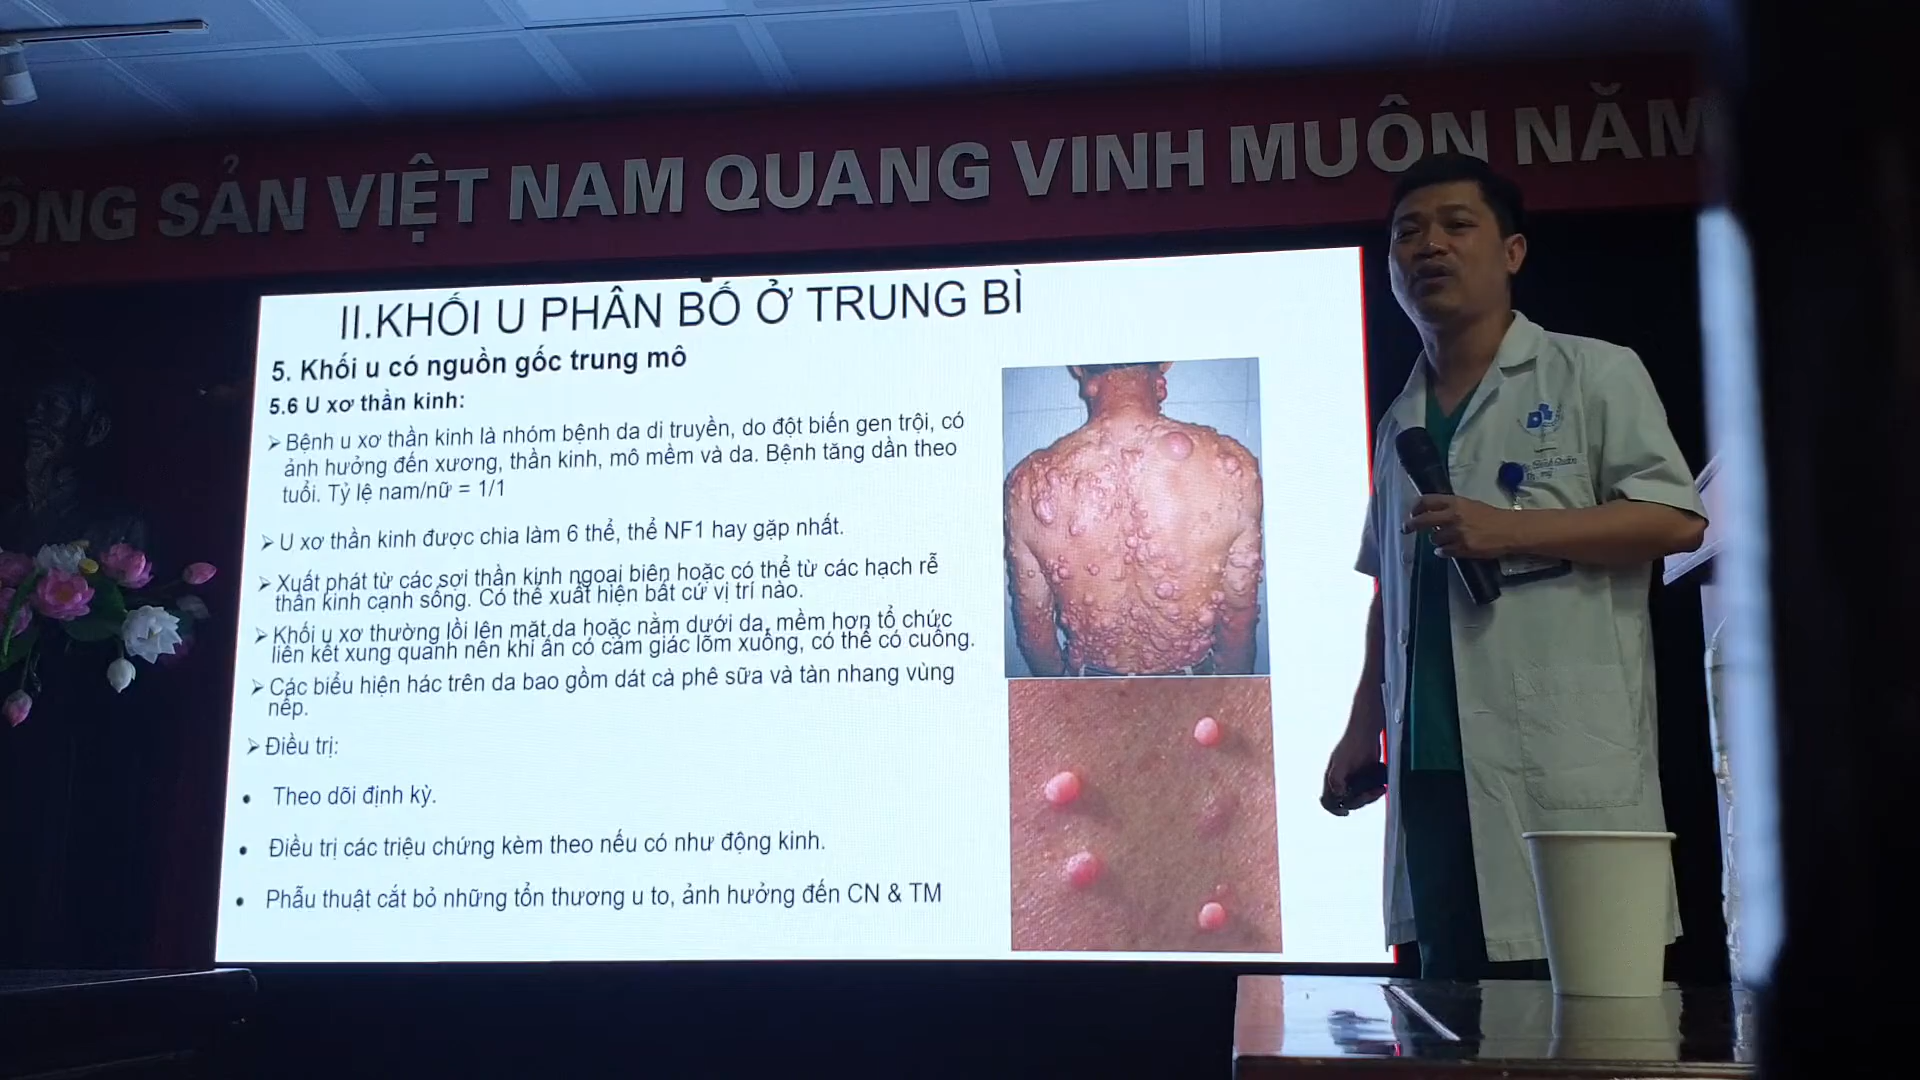 ỘNG SẢN VIỆT NAM QUANG VINH MUÔN NĂM
II.KHỐI U PHÂN BỐ Ở TRUNG BÌ
5. Khối u có nguồn gốc trung mô
5.6 U xơ thần kinh:
➢ Bệnh u xơ thần kinh là nhóm bệnh da di truyền, do đột biến gen trội, có
ảnh hưởng đến xương, thần kinh, mô mềm và da. Bệnh tăng dần theo
tuổi. Tỷ lệ nam/nữ = 1/1
➢ U xơ thần kinh được chia làm 6 thể, thể NF1 hay gặp nhất.
➢ Xuất phát từ các sợi thần kinh ngoại biên hoặc có thể từ các hạch rễ
thần kinh cạnh sống. Có thể xuất hiện bất cứ vị trí nào.
➢ Khối u xơ thường lồi lên mặt da hoặc nằm dưới da, mềm hơn tổ chức
liên kết xung quanh nên khi ấn có cảm giác lõm xuống, có thể có cuống.
➢ Các biểu hiện hác trên da bao gồm dát cà phê sữa và tàn nhang vùng
nếp.
➢ Điều trị:
• Theo dõi định kỳ.
• Điều trị các triệu chứng kèm theo nếu có như động kinh.
• Phẫu thuật cắt bỏ những tổn thương u to, ảnh hưởng đến CN & TM